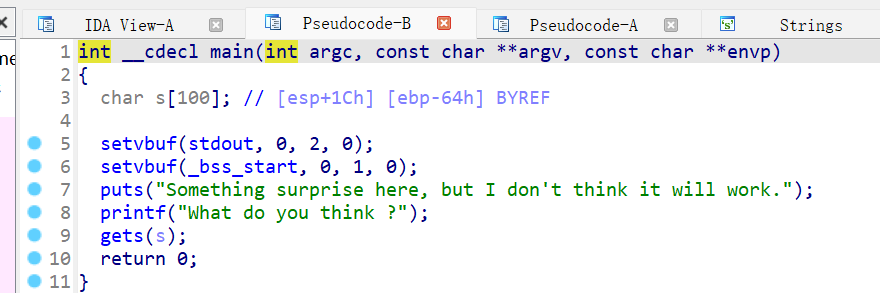 IDA View-A Pseudocode-B Pseudocode-A Strings
1 int __cdecl main(int argc, const char **argv, const char **envp)
2 {
3 char s[100]; // [esp+1Ch] [ebp-64h] BYREF
4
5 setvbuf(stdout, 0, 2, 0);
6 setvbuf(_bss_start, 0, 1, 0);
7 puts("Something surprise here, but I don't think it will work.");
8 printf("What do you think ?");
9 gets(s);
10 return 0;
11 }